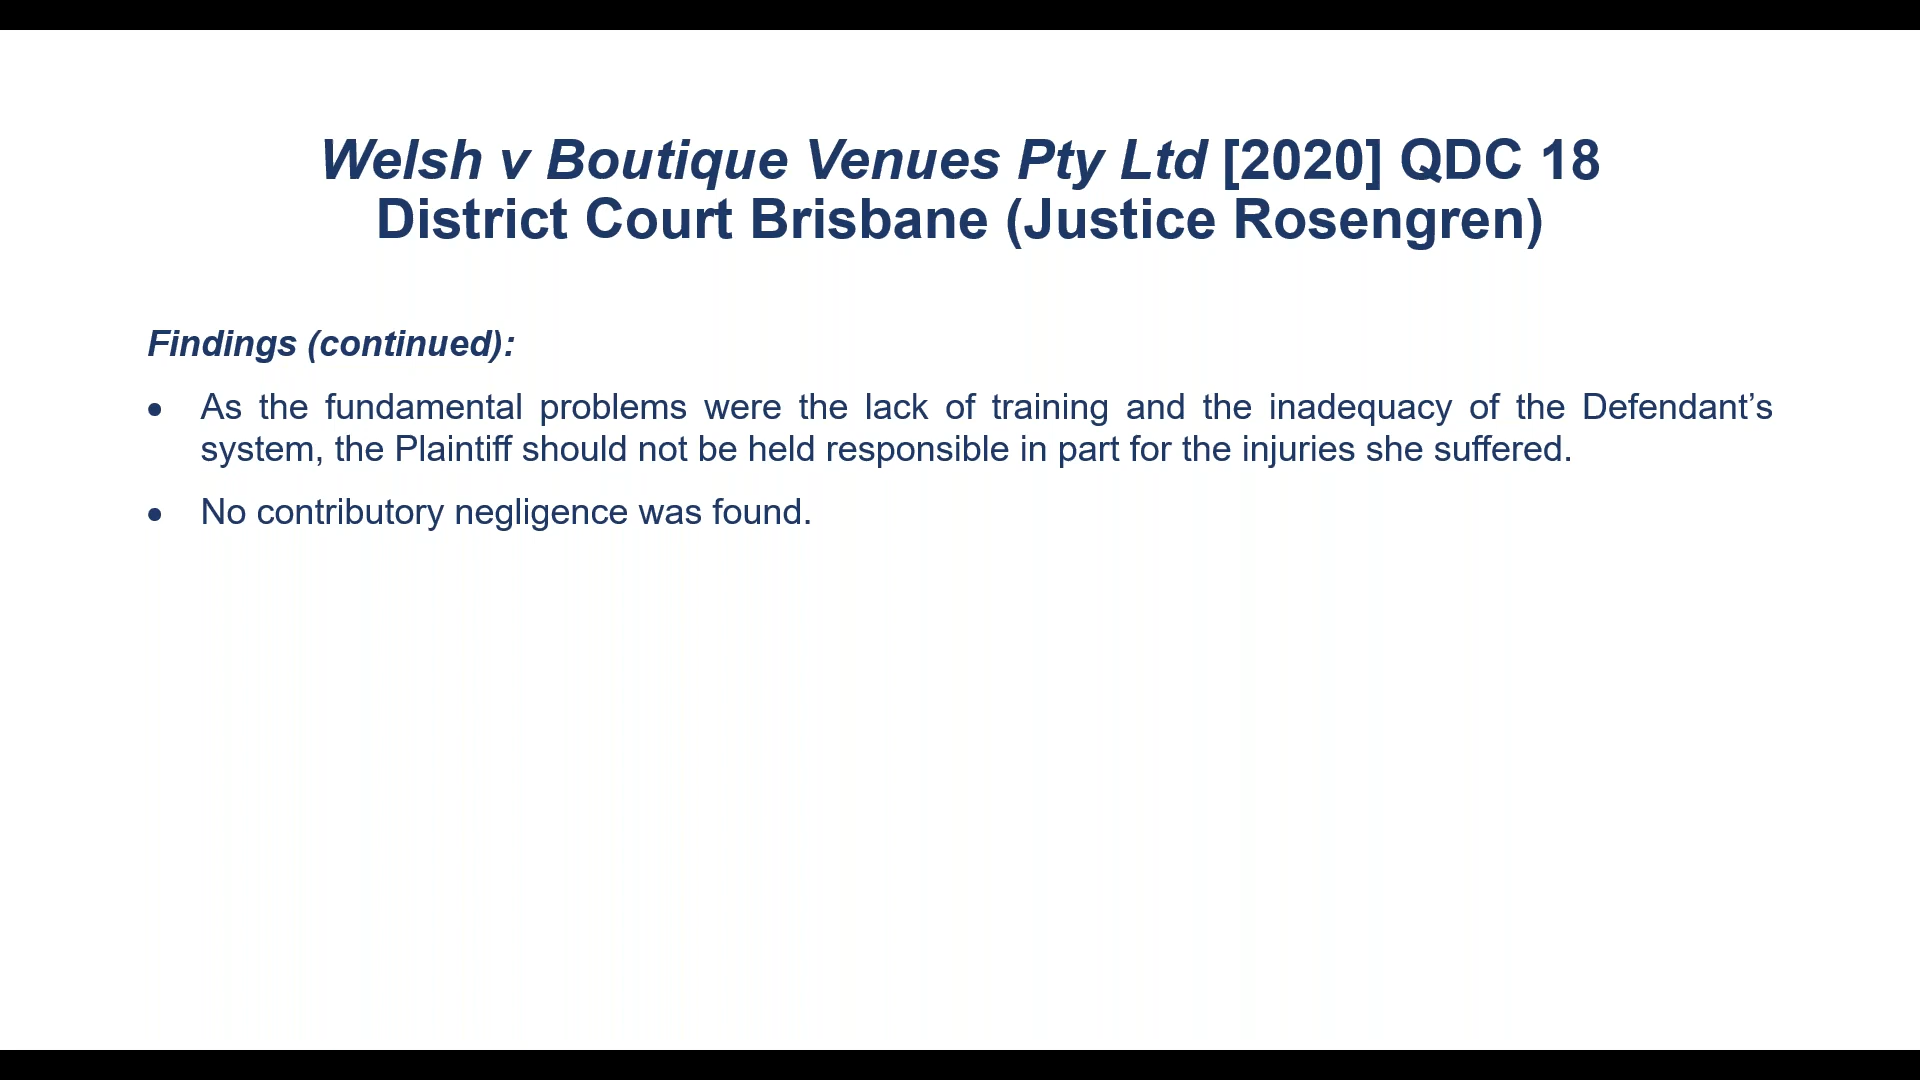 Welsh v Boutique Venues Pty Ltd [2020] QDC 18
District Court Brisbane (Justice Rosengren)
Findings (continued):
● As the fundamental problems were the lack of training and the inadequacy of the Defendant’s
system, the Plaintiff should not be held responsible in part for the injuries she suffered.
● No contributory negligence was found.